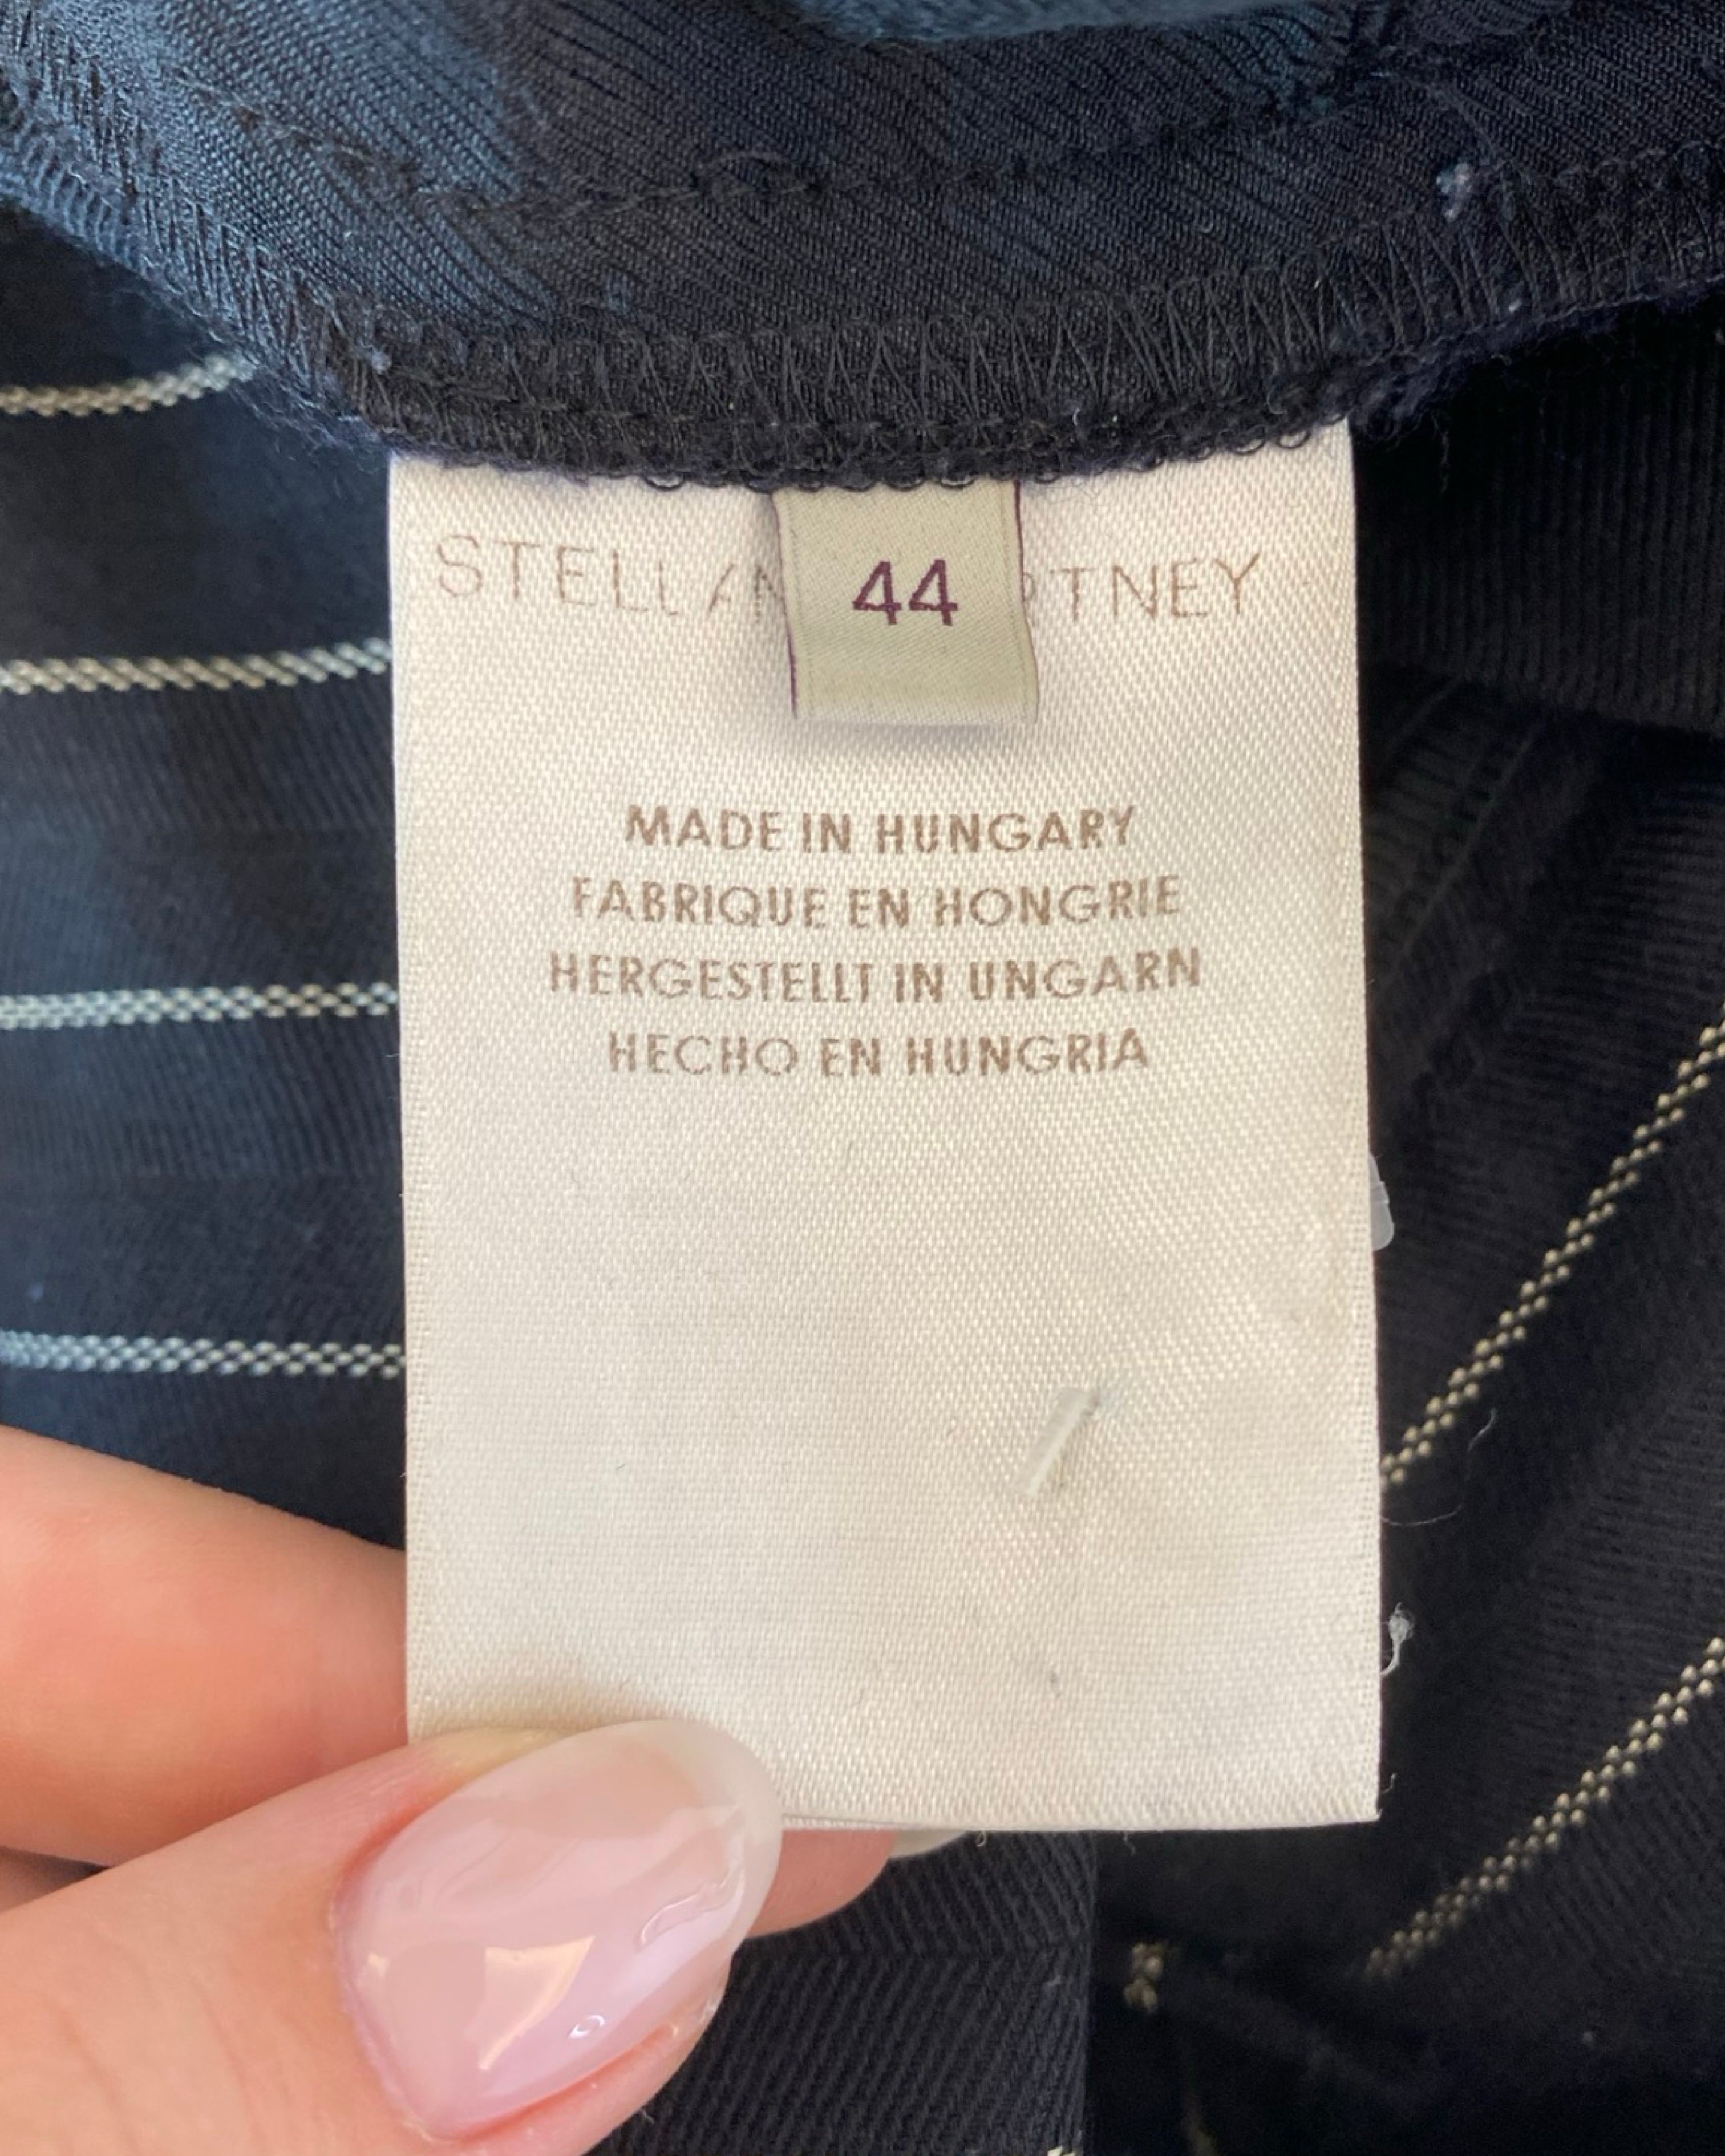 STELLA M RTNEY
44
MADE IN HUNGARY
FABRIQUE EN HONGRIE
HERGESTELLT IN UNGARN
HECHO EN HUNGRIA